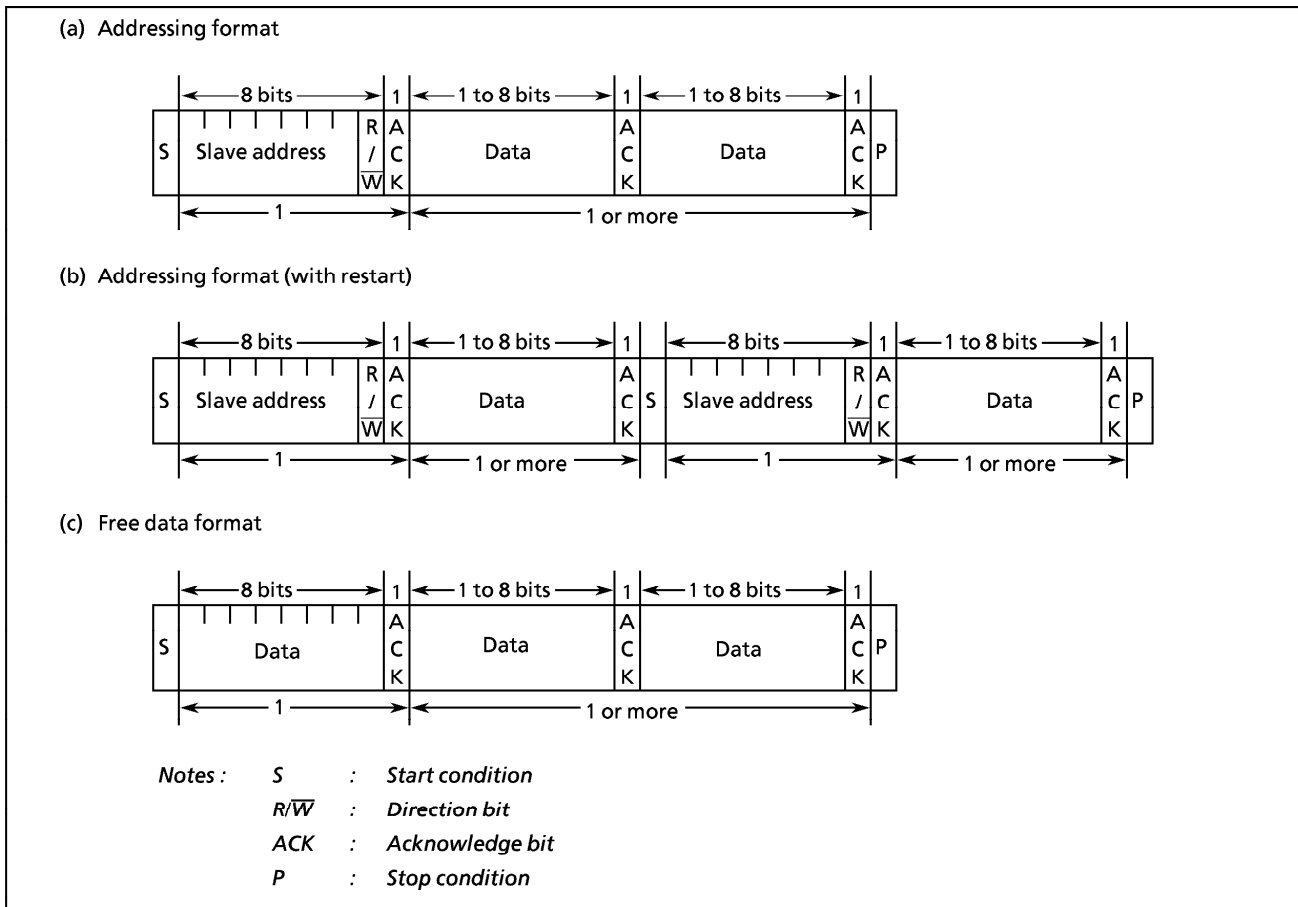 (a) Addressing format
8 bits 1 1 to 8 bits 1 1 to 8 bits 1
S Slave address R/W̅ ACK Data ACK Data ACK P
1 1 or more
(b) Addressing format (with restart)
8 bits 1 1 to 8 bits 1 8 bits 1 1 to 8 bits 1
S Slave address R/W̅ ACK Data ACK S Slave address R/W̅ ACK Data ACK P
1 1 or more 1 1 or more
(c) Free data format
8 bits 1 1 to 8 bits 1 1 to 8 bits 1
S Data ACK Data ACK Data ACK P
1 1 or more
Notes : S : Start condition
R/W̅ : Direction bit
ACK : Acknowledge bit
P : Stop condition